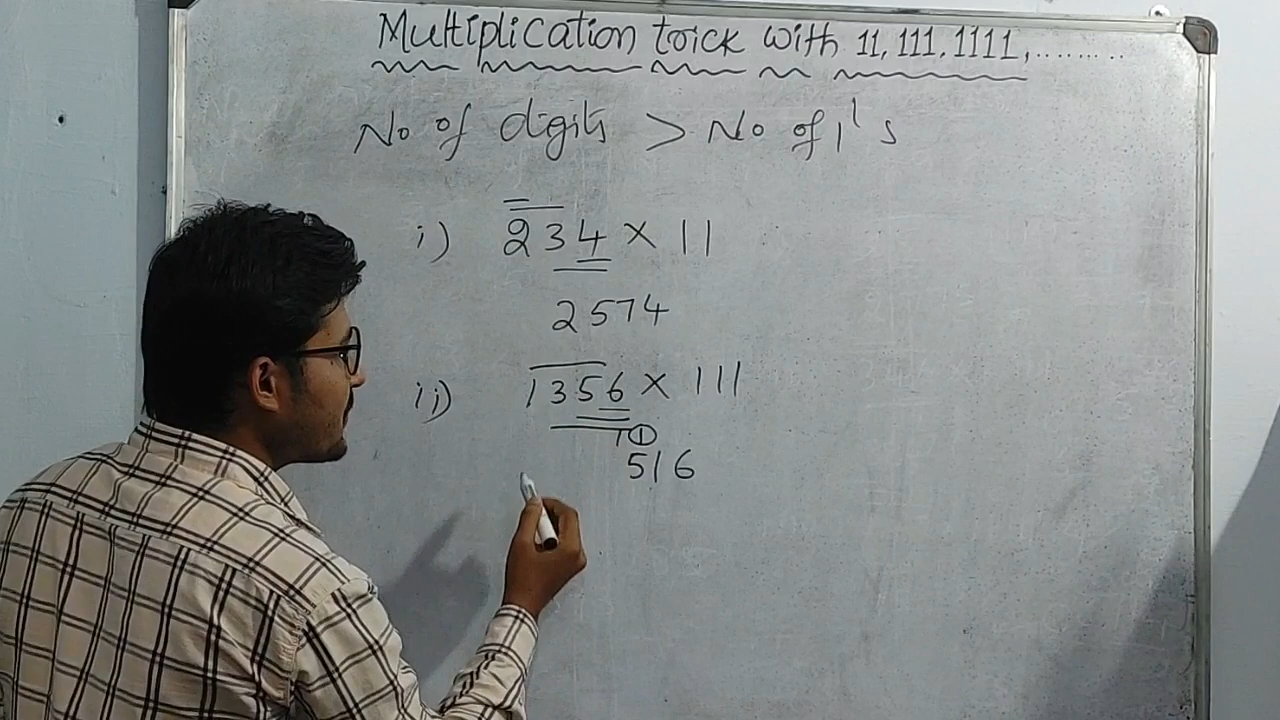 Multiplication trick with 11, 111, 1111, ........
No of digits > No of 1's
i) 234 × 11
2574
ii) 1356 × 111
1 1
516